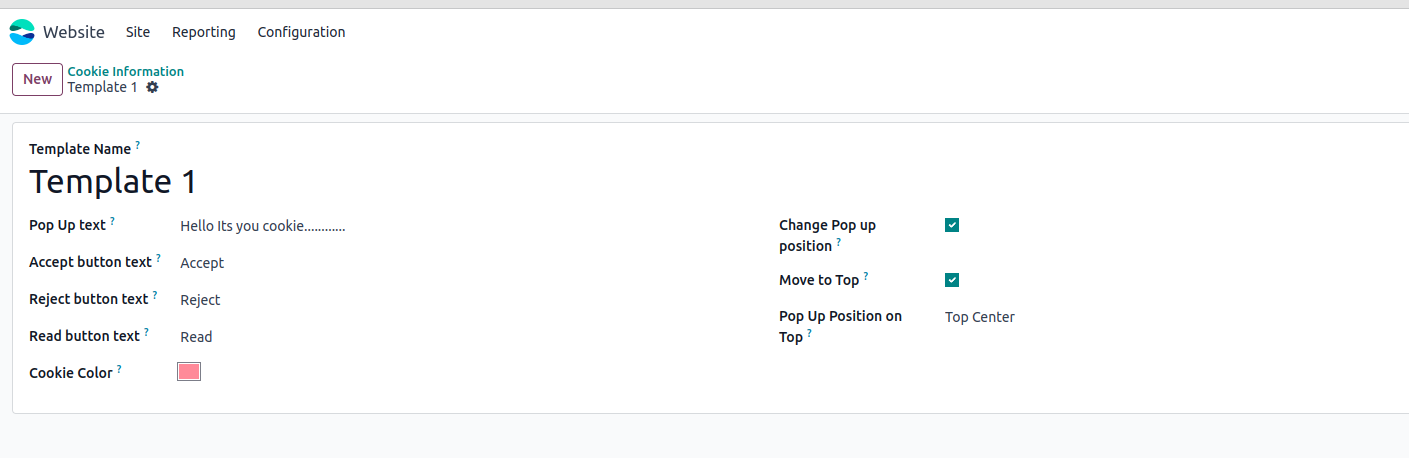 Website Site Reporting Configuration
New
Cookie Information
Template 1
Template Name ?
Template 1
Pop Up text ? Hello Its you cookie............
Accept button text ? Accept
Reject button text ? Reject
Read button text ? Read
Cookie Color ?
Change Pop up
position ?
Move to Top ?
Pop Up Position on
Top ? Top Center